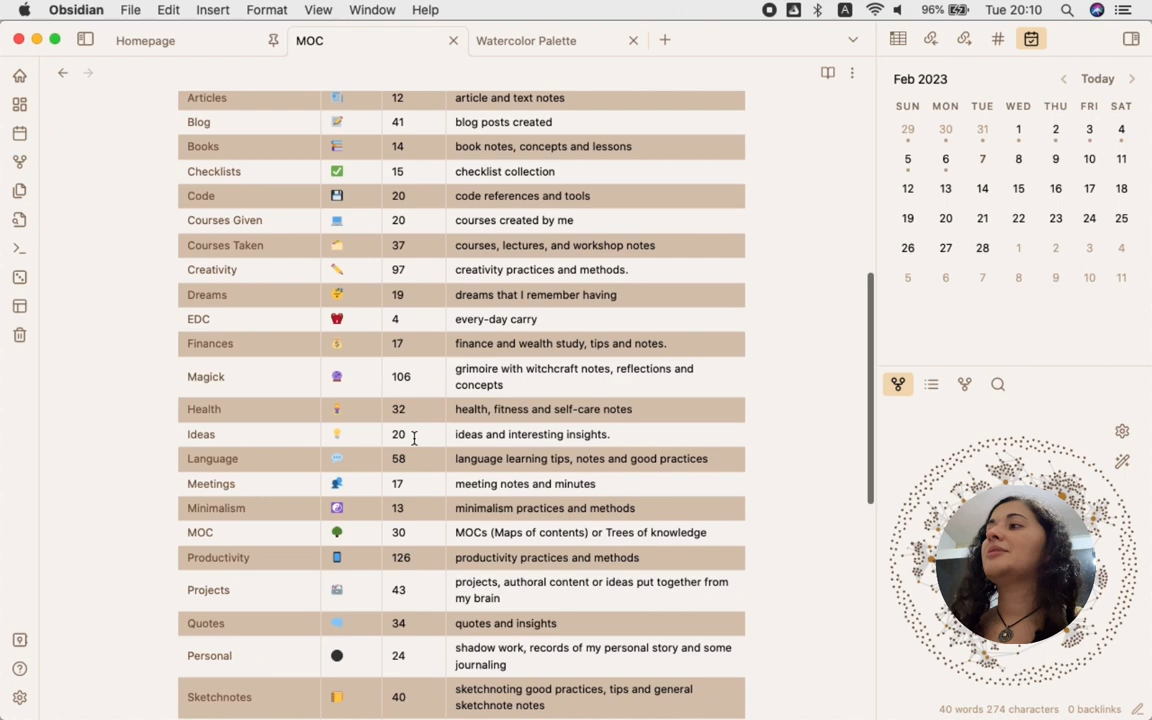 Obsidian File Edit Insert Format View Window Help A 96% Tue 20:10
Homepage MOC Watercolor Palette
Feb 2023 Today
SUN MON TUE WED THU FRI SAT
29 30 31 1 2 3 4
5 6 7 8 9 10 11
12 13 14 15 16 17 18
19 20 21 22 23 24 25
26 27 28 1 2 3 4
5 6 7 8 9 10 11
Articles 12 article and text notes
Blog 41 blog posts created
Books 14 book notes, concepts and lessons
Checklists 15 checklist collection
Code 20 code references and tools
Courses Given 20 courses created by me
Courses Taken 37 courses, lectures, and workshop notes
Creativity 97 creativity practices and methods.
Dreams 19 dreams that I remember having
EDC 4 every-day carry
Finances 17 finance and wealth study, tips and notes.
Magick 106 grimoire with witchcraft notes, reflections and
concepts
Health 32 health, fitness and self-care notes
Ideas 20 ideas and interesting insights.
Language 58 language learning tips, notes and good practices
Meetings 17 meeting notes and minutes
Minimalism 13 minimalism practices and methods
MOC 30 MOCs (Maps of contents) or Trees of knowledge
Productivity 126 productivity practices and methods
Projects 43 projects, authoral content or ideas put together from
my brain
Quotes 34 quotes and insights
Personal 24 shadow work, records of my personal story and some
journaling
Sketchnotes 40 sketchnoting good practices, tips and general
sketchnote notes
40 words 274 characters 0 backlinks